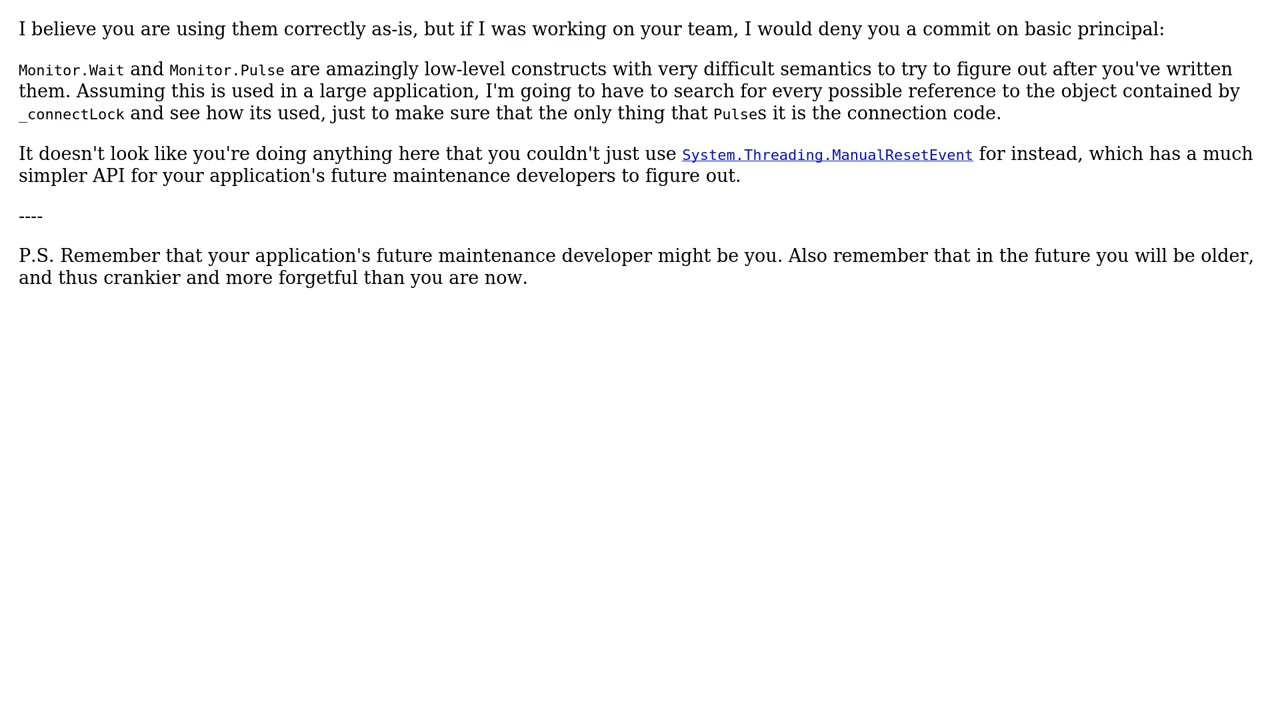 I believe you are using them correctly as-is, but if I was working on your team, I would deny you a commit on basic principal:
Monitor.Wait and Monitor.Pulse are amazingly low-level constructs with very difficult semantics to try to figure out after you've written
them. Assuming this is used in a large application, I'm going to have to search for every possible reference to the object contained by
_connectLock and see how its used, just to make sure that the only thing that Pulses it is the connection code.
It doesn't look like you're doing anything here that you couldn't just use System.Threading.ManualResetEvent for instead, which has a much
simpler API for your application's future maintenance developers to figure out.
----
P.S. Remember that your application's future maintenance developer might be you. Also remember that in the future you will be older,
and thus crankier and more forgetful than you are now.